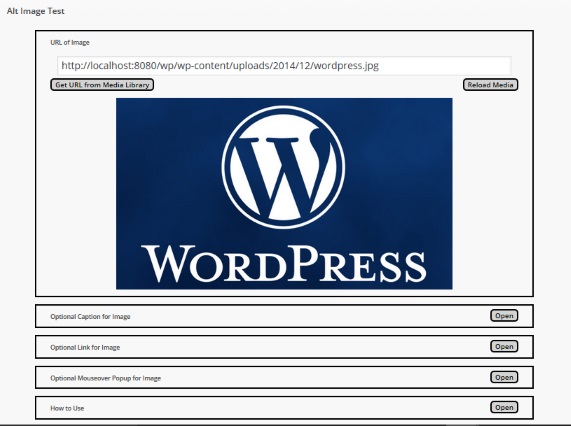 Alt Image Test
URL of Image
http://localhost:8080/wp/wp-content/uploads/2014/12/wordpress.jpg
Get URL from Media Library
Reload Media
W
WORDPRESS
Optional Caption for Image
Open
Optional Link for Image
Open
Optional Mouseover Popup for Image
Open
How to Use
Open